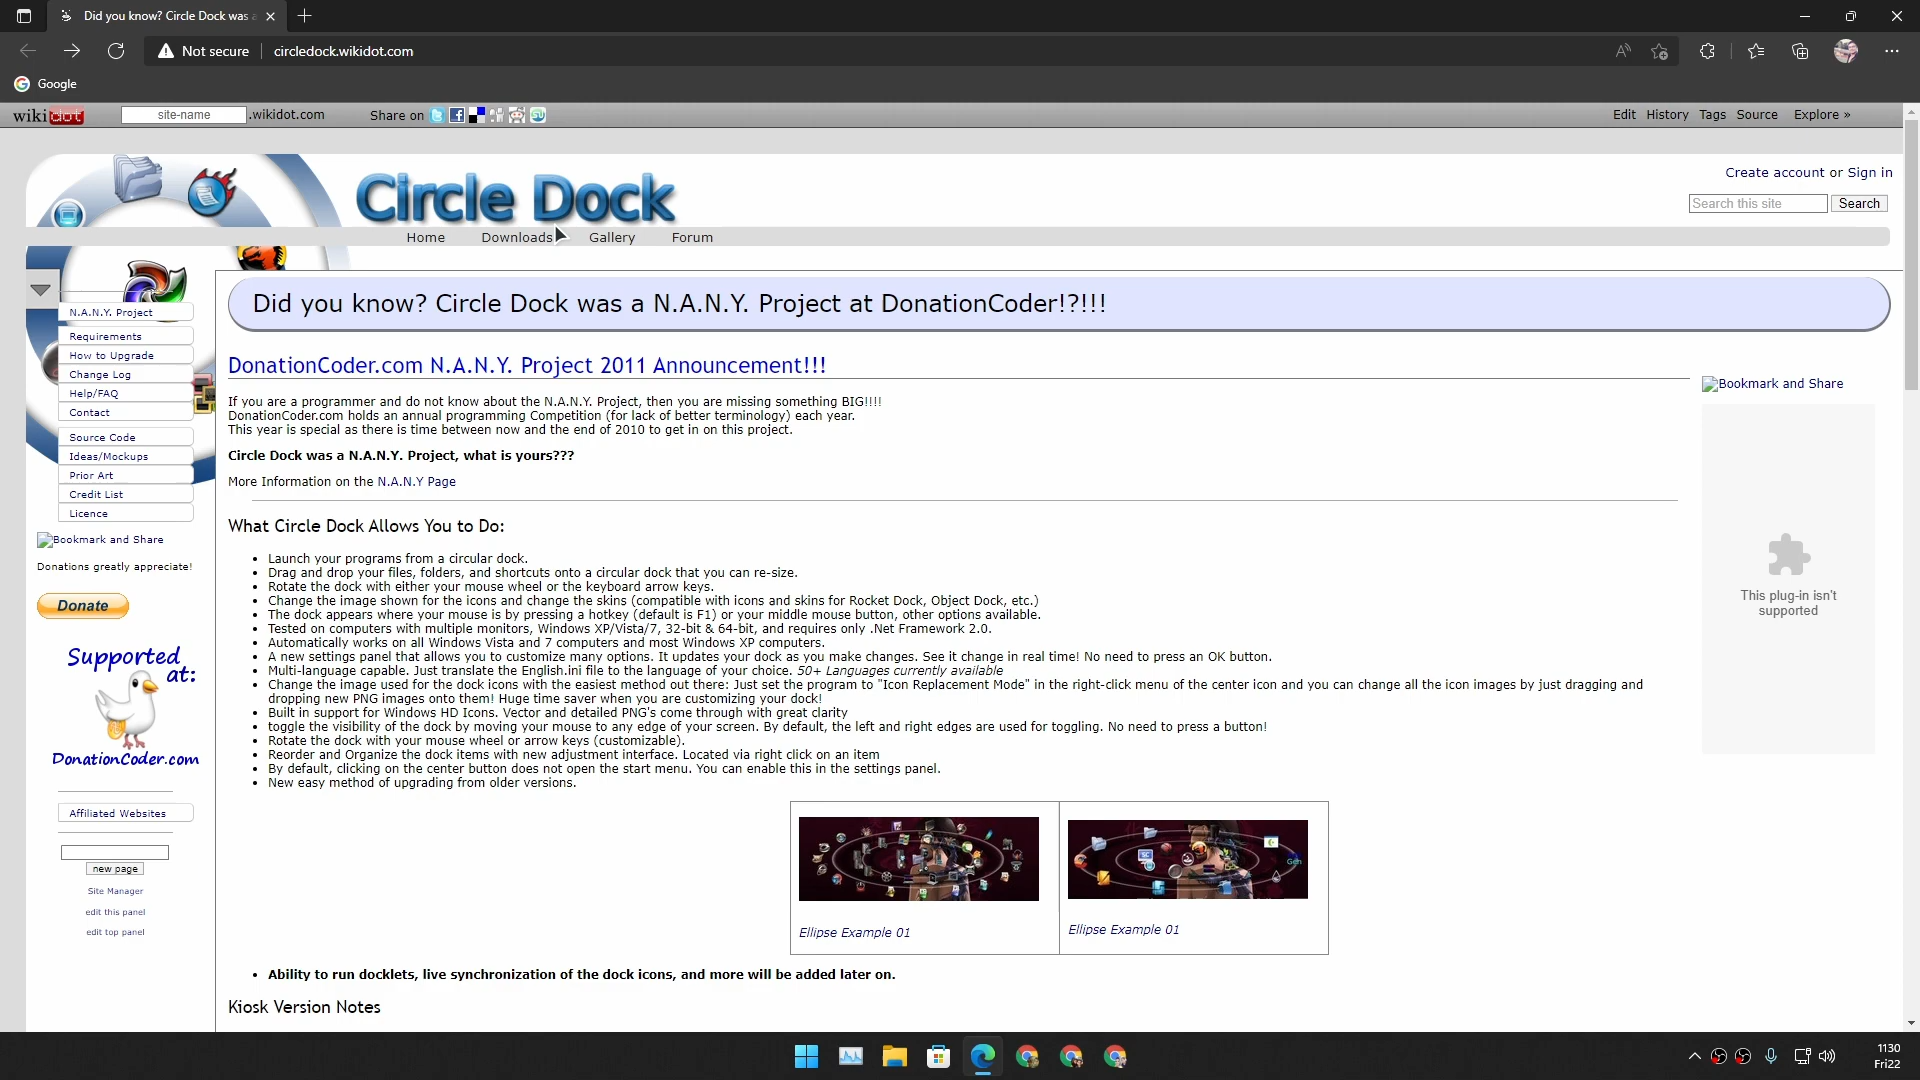 Did you know? Circle Dock was a
Not secure
circledock.wikidot.com
Google
wikidot
site-name
.wikidot.com
Share on
Edit
History
Tags
Source
Explore »
Circle Dock
Create account or Sign in
Search this site
Search
Home
Downloads
Gallery
Forum
N.A.N.Y. Project
Requirements
How to Upgrade
Change Log
Help/FAQ
Contact
Source Code
Ideas/Mockups
Prior Art
Credit List
Licence
Bookmark and Share
Donations greatly appreciate!
Donate
Supported
at:
DonationCoder.com
Affiliated Websites
new page
Site Manager
edit this panel
edit top panel
Did you know? Circle Dock was a N.A.N.Y. Project at DonationCoder!?!!!
DonationCoder.com N.A.N.Y. Project 2011 Announcement!!!
If you are a programmer and do not know about the N.A.N.Y. Project, then you are missing something BIG!!!!
DonationCoder.com holds an annual programming Competition (for lack of better terminology) each year.
This year is special as there is time between now and the end of 2010 to get in on this project.
Circle Dock was a N.A.N.Y. Project, what is yours???
More Information on the N.A.N.Y Page
What Circle Dock Allows You to Do:
• Launch your programs from a circular dock.
• Drag and drop your files, folders, and shortcuts onto a circular dock that you can re-size.
• Rotate the dock with either your mouse wheel or the keyboard arrow keys.
• Change the image shown for the icons and change the skins (compatible with icons and skins for Rocket Dock, Object Dock, etc.)
• The dock appears where your mouse is by pressing a hotkey (default is F1) or your middle mouse button, other options available.
• Tested on computers with multiple monitors, Windows XP/Vista/7, 32-bit & 64-bit, and requires only .Net Framework 2.0.
• Automatically works on all Windows Vista and 7 computers and most Windows XP computers.
• A new settings panel that allows you to customize many options. It updates your dock as you make changes. See it change in real time! No need to press an OK button.
• Multi-language capable. Just translate the English.ini file to the language of your choice. 50+ Languages currently available
• Change the image used for the dock icons with the easiest method out there: Just set the program to "Icon Replacement Mode" in the right-click menu of the center icon and you can change all the icon images by just dragging and
dropping new PNG images onto them! Huge time saver when you are customizing your dock!
• Built in support for Windows HD Icons. Vector and detailed PNG's come through with great clarity
• toggle the visibility of the dock by moving your mouse to any edge of your screen. By default, the left and right edges are used for toggling. No need to press a button!
• Rotate the dock with your mouse wheel or arrow keys (customizable).
• Reorder and Organize the dock items with new adjustment interface. Located via right click on an item
• By default, clicking on the center button does not open the start menu. You can enable this in the settings panel.
• New easy method of upgrading from older versions.
Ellipse Example 01
Ellipse Example 01
• Ability to run docklets, live synchronization of the dock icons, and more will be added later on.
Kiosk Version Notes
Bookmark and Share
This plug-in isn't
supported
1130
Fri22